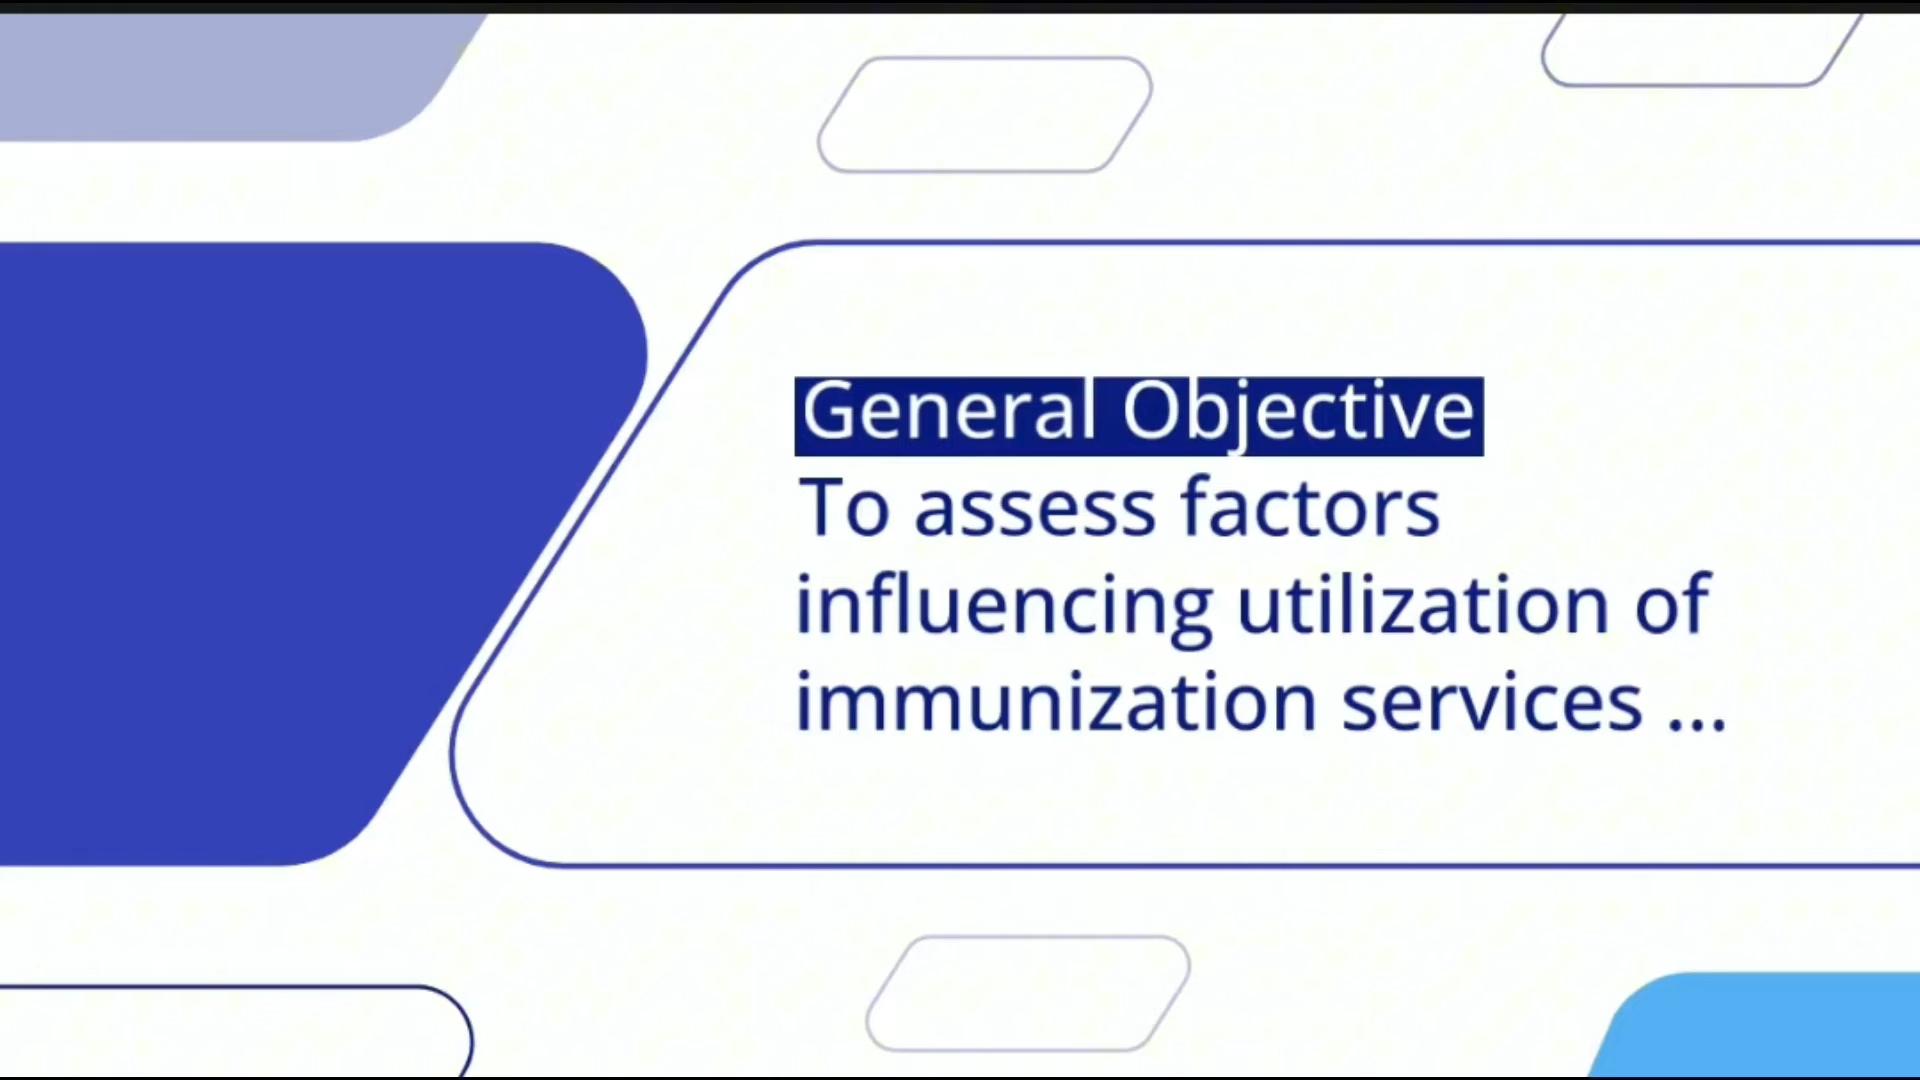 General Objective
To assess factors
influencing utilization of
immunization services ...